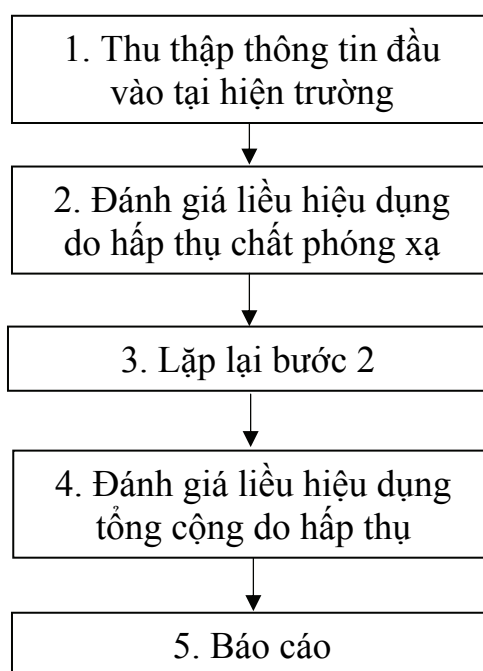 1. Thu thập thông tin đầu
vào tại hiện trường
2. Đánh giá liều hiệu dụng
do hấp thụ chất phóng xạ
3. Lặp lại bước 2
4. Đánh giá liều hiệu dụng
tổng cộng do hấp thụ
5. Báo cáo